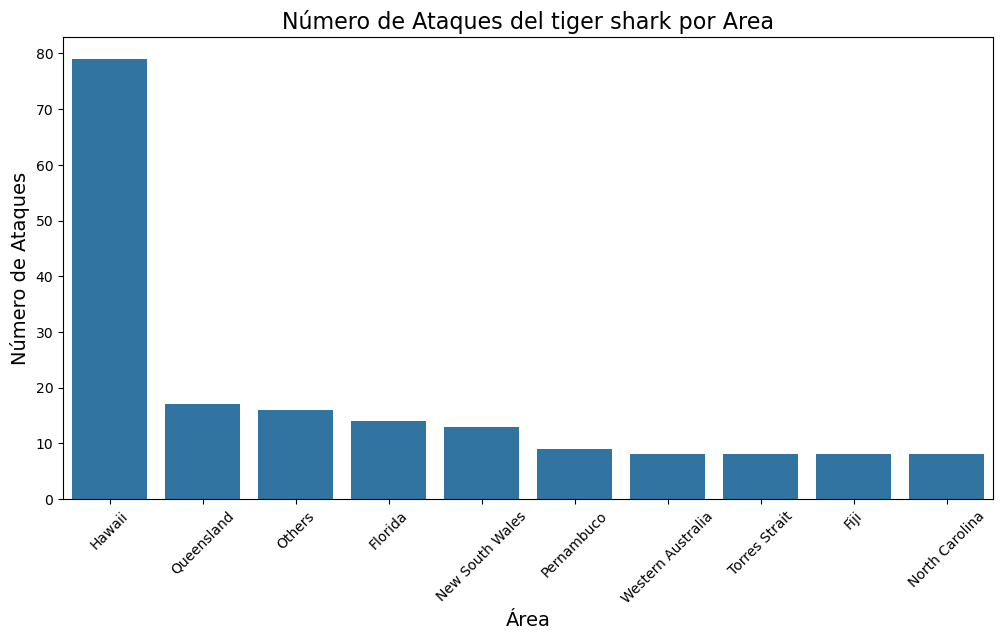 Número de Ataques del tiger shark por Area
Número de Ataques
80
70
60
50
40
30
20
10
0
Hawaii
Queensland
Others
Florida
New South Wales
Pernambuco
Western Australia
Torres Strait
Fiji
North Carolina
Área